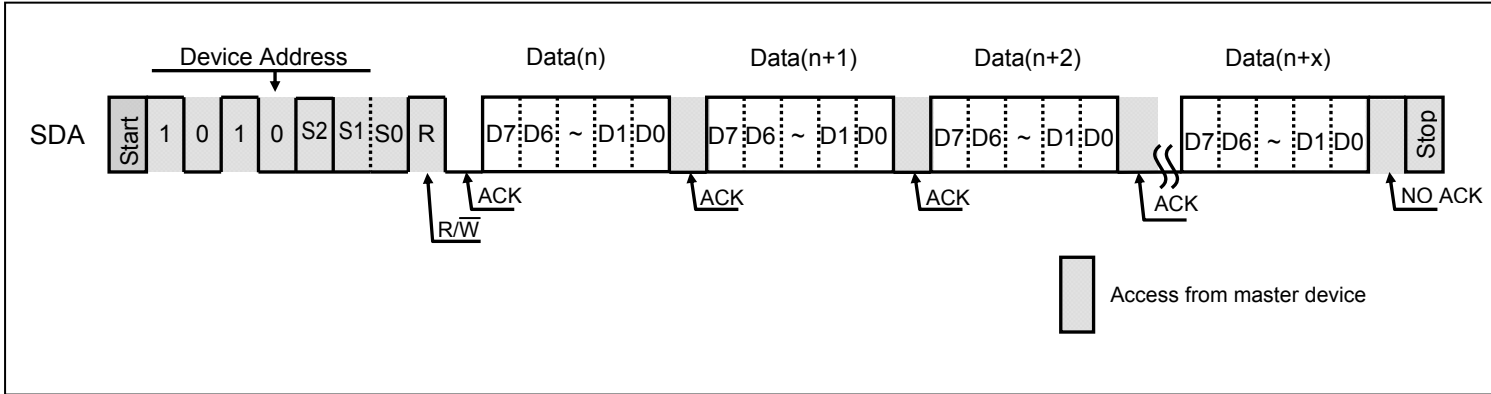 Device Address Data(n) Data(n+1) Data(n+2) Data(n+x)
SDA Start 1 0 1 0 S2 S1 S0 R D7 D6 ~ D1 D0 D7 D6 ~ D1 D0 D7 D6 ~ D1 D0 D7 D6 ~ D1 D0 Stop
ACK ACK ACK ACK NO ACK
R/W̅
Access from master device